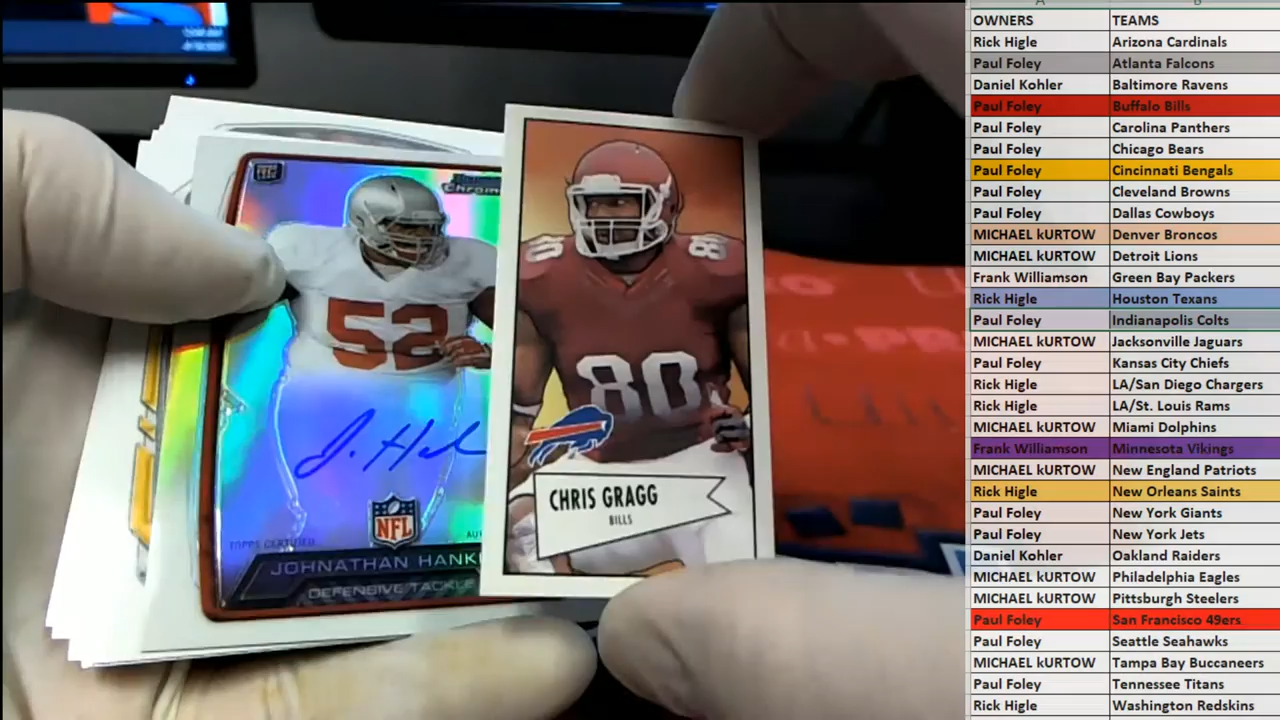 Chrome
52
TOPPS CERTIFIED
NFL
JOHNATHAN HANK
DEFENSIVE TACKLE
80
80
CHRIS GRAGG
BILLS
A
B
OWNERS TEAMS
Rick Higle Arizona Cardinals
Paul Foley Atlanta Falcons
Daniel Kohler Baltimore Ravens
Paul Foley Buffalo Bills
Paul Foley Carolina Panthers
Paul Foley Chicago Bears
Paul Foley Cincinnati Bengals
Paul Foley Cleveland Browns
Paul Foley Dallas Cowboys
MICHAEL kURTOW Denver Broncos
MICHAEL kURTOW Detroit Lions
Frank Williamson Green Bay Packers
Rick Higle Houston Texans
Paul Foley Indianapolis Colts
MICHAEL kURTOW Jacksonville Jaguars
Paul Foley Kansas City Chiefs
Rick Higle LA/San Diego Chargers
Rick Higle LA/St. Louis Rams
MICHAEL kURTOW Miami Dolphins
Frank Williamson Minnesota Vikings
MICHAEL kURTOW New England Patriots
Rick Higle New Orleans Saints
Paul Foley New York Giants
Paul Foley New York Jets
Daniel Kohler Oakland Raiders
MICHAEL kURTOW Philadelphia Eagles
MICHAEL kURTOW Pittsburgh Steelers
Paul Foley San Francisco 49ers
Paul Foley Seattle Seahawks
MICHAEL kURTOW Tampa Bay Buccaneers
Paul Foley Tennessee Titans
Rick Higle Washington Redskins